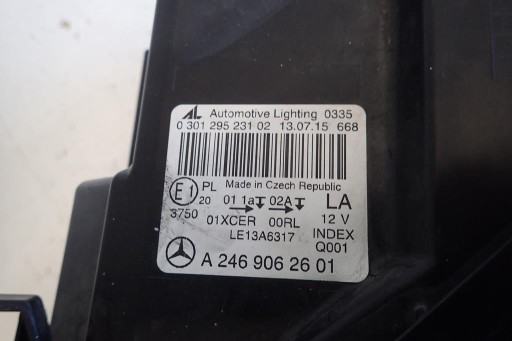 AL Automotive Lighting 0335
0 301 295 231 02 13.07.15 668
Made in Czech Republic
E1 PL 01 1a 02A LA
20
3750 01XCER 00RL 12 V
LE13A6317 INDEX
Q001
A 246 906 26 01